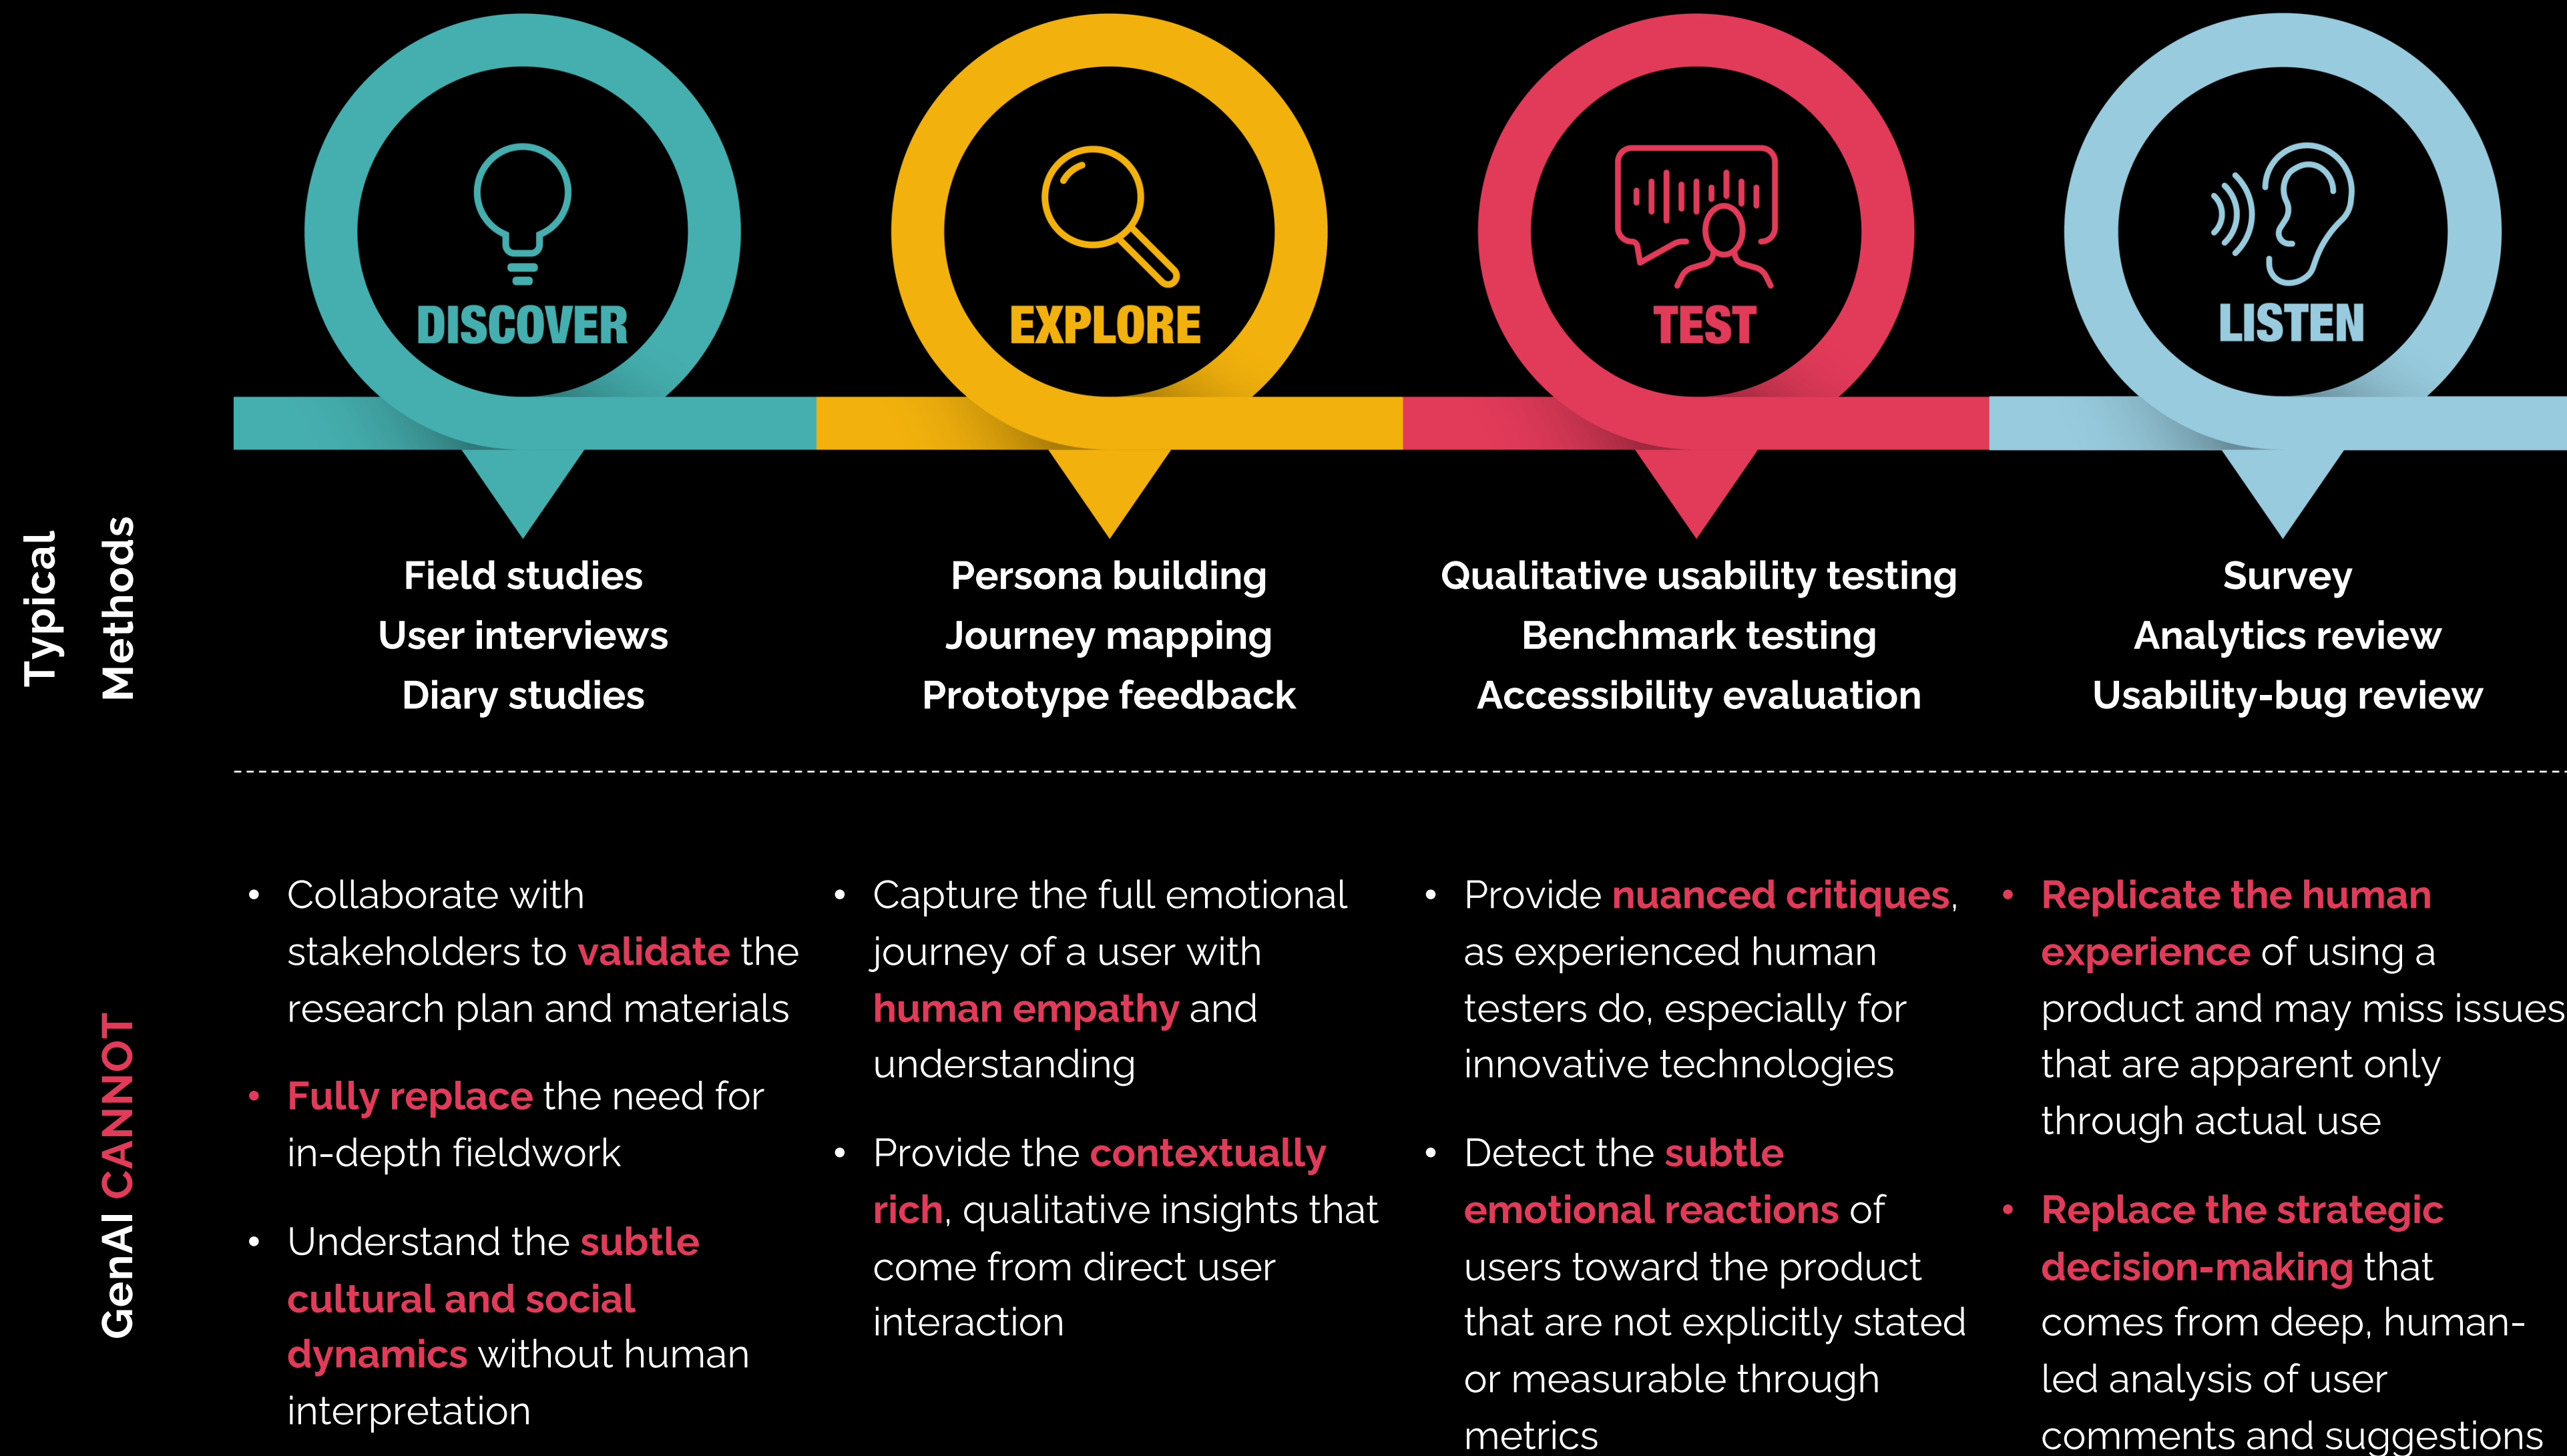 DISCOVER
EXPLORE
TEST
LISTEN
Typical
Methods
Field studies
User interviews
Diary studies
Persona building
Journey mapping
Prototype feedback
Qualitative usability testing
Benchmark testing
Accessibility evaluation
Survey
Analytics review
Usability-bug review
GenAI CANNOT
• Collaborate with
stakeholders to validate the
research plan and materials
• Fully replace the need for
in-depth fieldwork
• Understand the subtle
cultural and social
dynamics without human
interpretation
• Capture the full emotional
journey of a user with
human empathy and
understanding
• Provide the contextually
rich, qualitative insights that
come from direct user
interaction
• Provide nuanced critiques,
as experienced human
testers do, especially for
innovative technologies
• Detect the subtle
emotional reactions of
users toward the product
that are not explicitly stated
or measurable through
metrics
• Replicate the human
experience of using a
product and may miss issues
that are apparent only
through actual use
• Replace the strategic
decision-making that
comes from deep, human-
led analysis of user
comments and suggestions